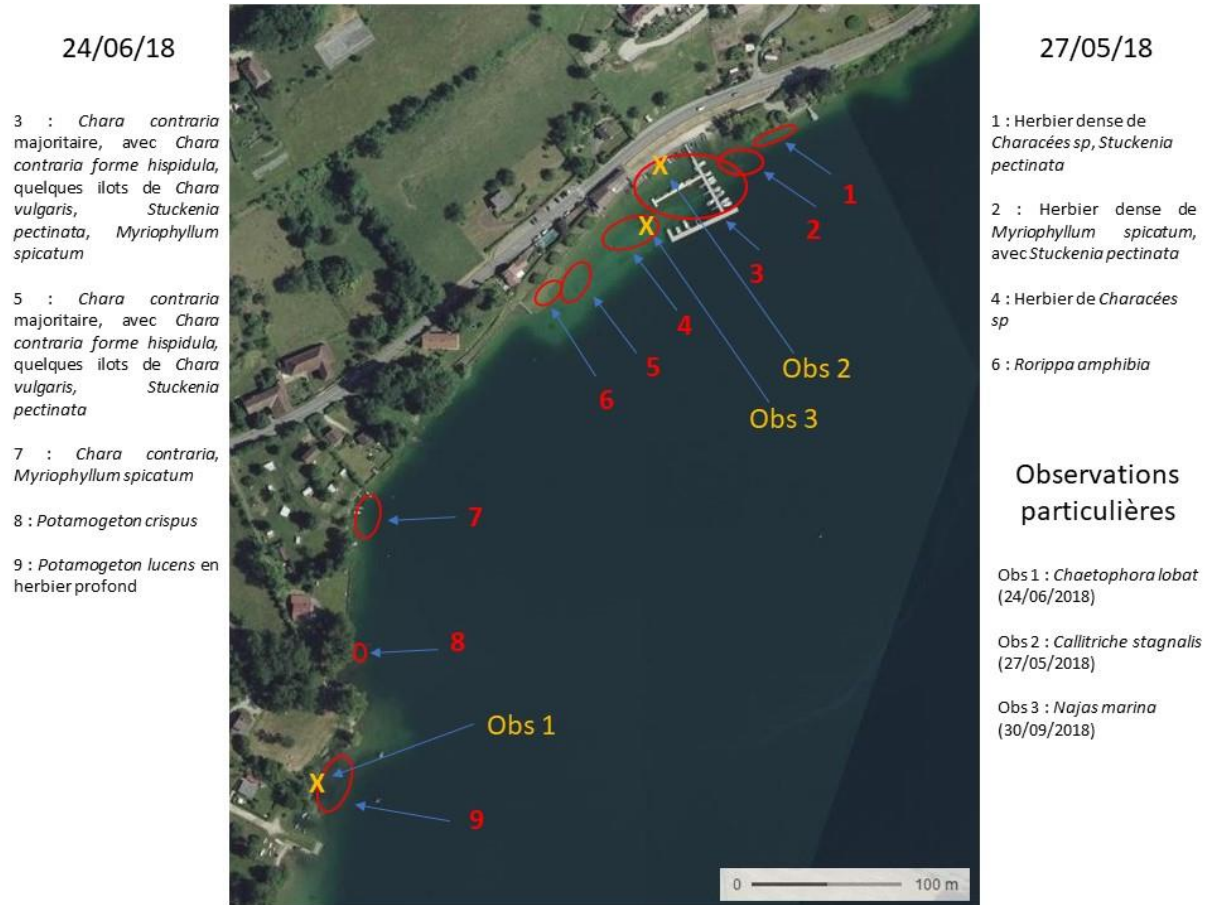 24/06/18
3 : Chara contraria
majoritaire, avec Chara
contraria forme hispidula,
quelques ilots de Chara
vulgaris, Stuckenia
pectinata, Myriophyllum
spicatum
5 : Chara contraria
majoritaire, avec Chara
contraria forme hispidula,
quelques ilots de Chara
vulgaris, Stuckenia
pectinata
7 : Chara contraria,
Myriophyllum spicatum
8 : Potamogeton crispus
9 : Potamogeton lucens en
herbier profond
X
X
1
2
3
4
5
6
Obs 2
Obs 3
7
8
Obs 1
X
9
0 100 m
27/05/18
1 : Herbier dense de
Characées sp, Stuckenia
pectinata
2 : Herbier dense de
Myriophyllum spicatum,
avec Stuckenia pectinata
4 : Herbier de Characées
sp
6 : Rorippa amphibia
Observations
particulières
Obs 1 : Chaetophora lobat
(24/06/2018)
Obs 2 : Callitriche stagnalis
(27/05/2018)
Obs 3 : Najas marina
(30/09/2018)